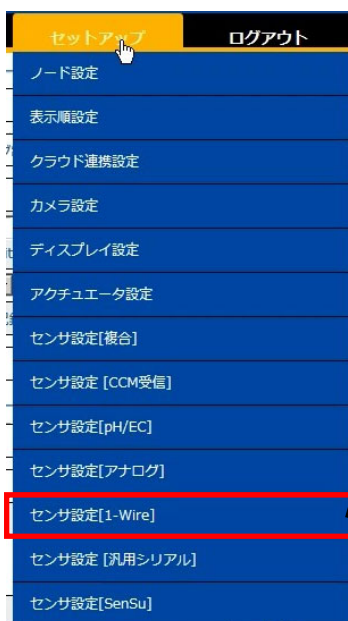 セットアップ ログアウト
ノード設定
表示順設定
クラウド連携設定
カメラ設定
ディスプレイ設定
アクチュエータ設定
センサ設定[複合]
センサ設定 [CCM受信]
センサ設定[pH/EC]
センサ設定[アナログ]
センサ設定[1-Wire]
センサ設定 [汎用シリアル]
センサ設定[SenSu]